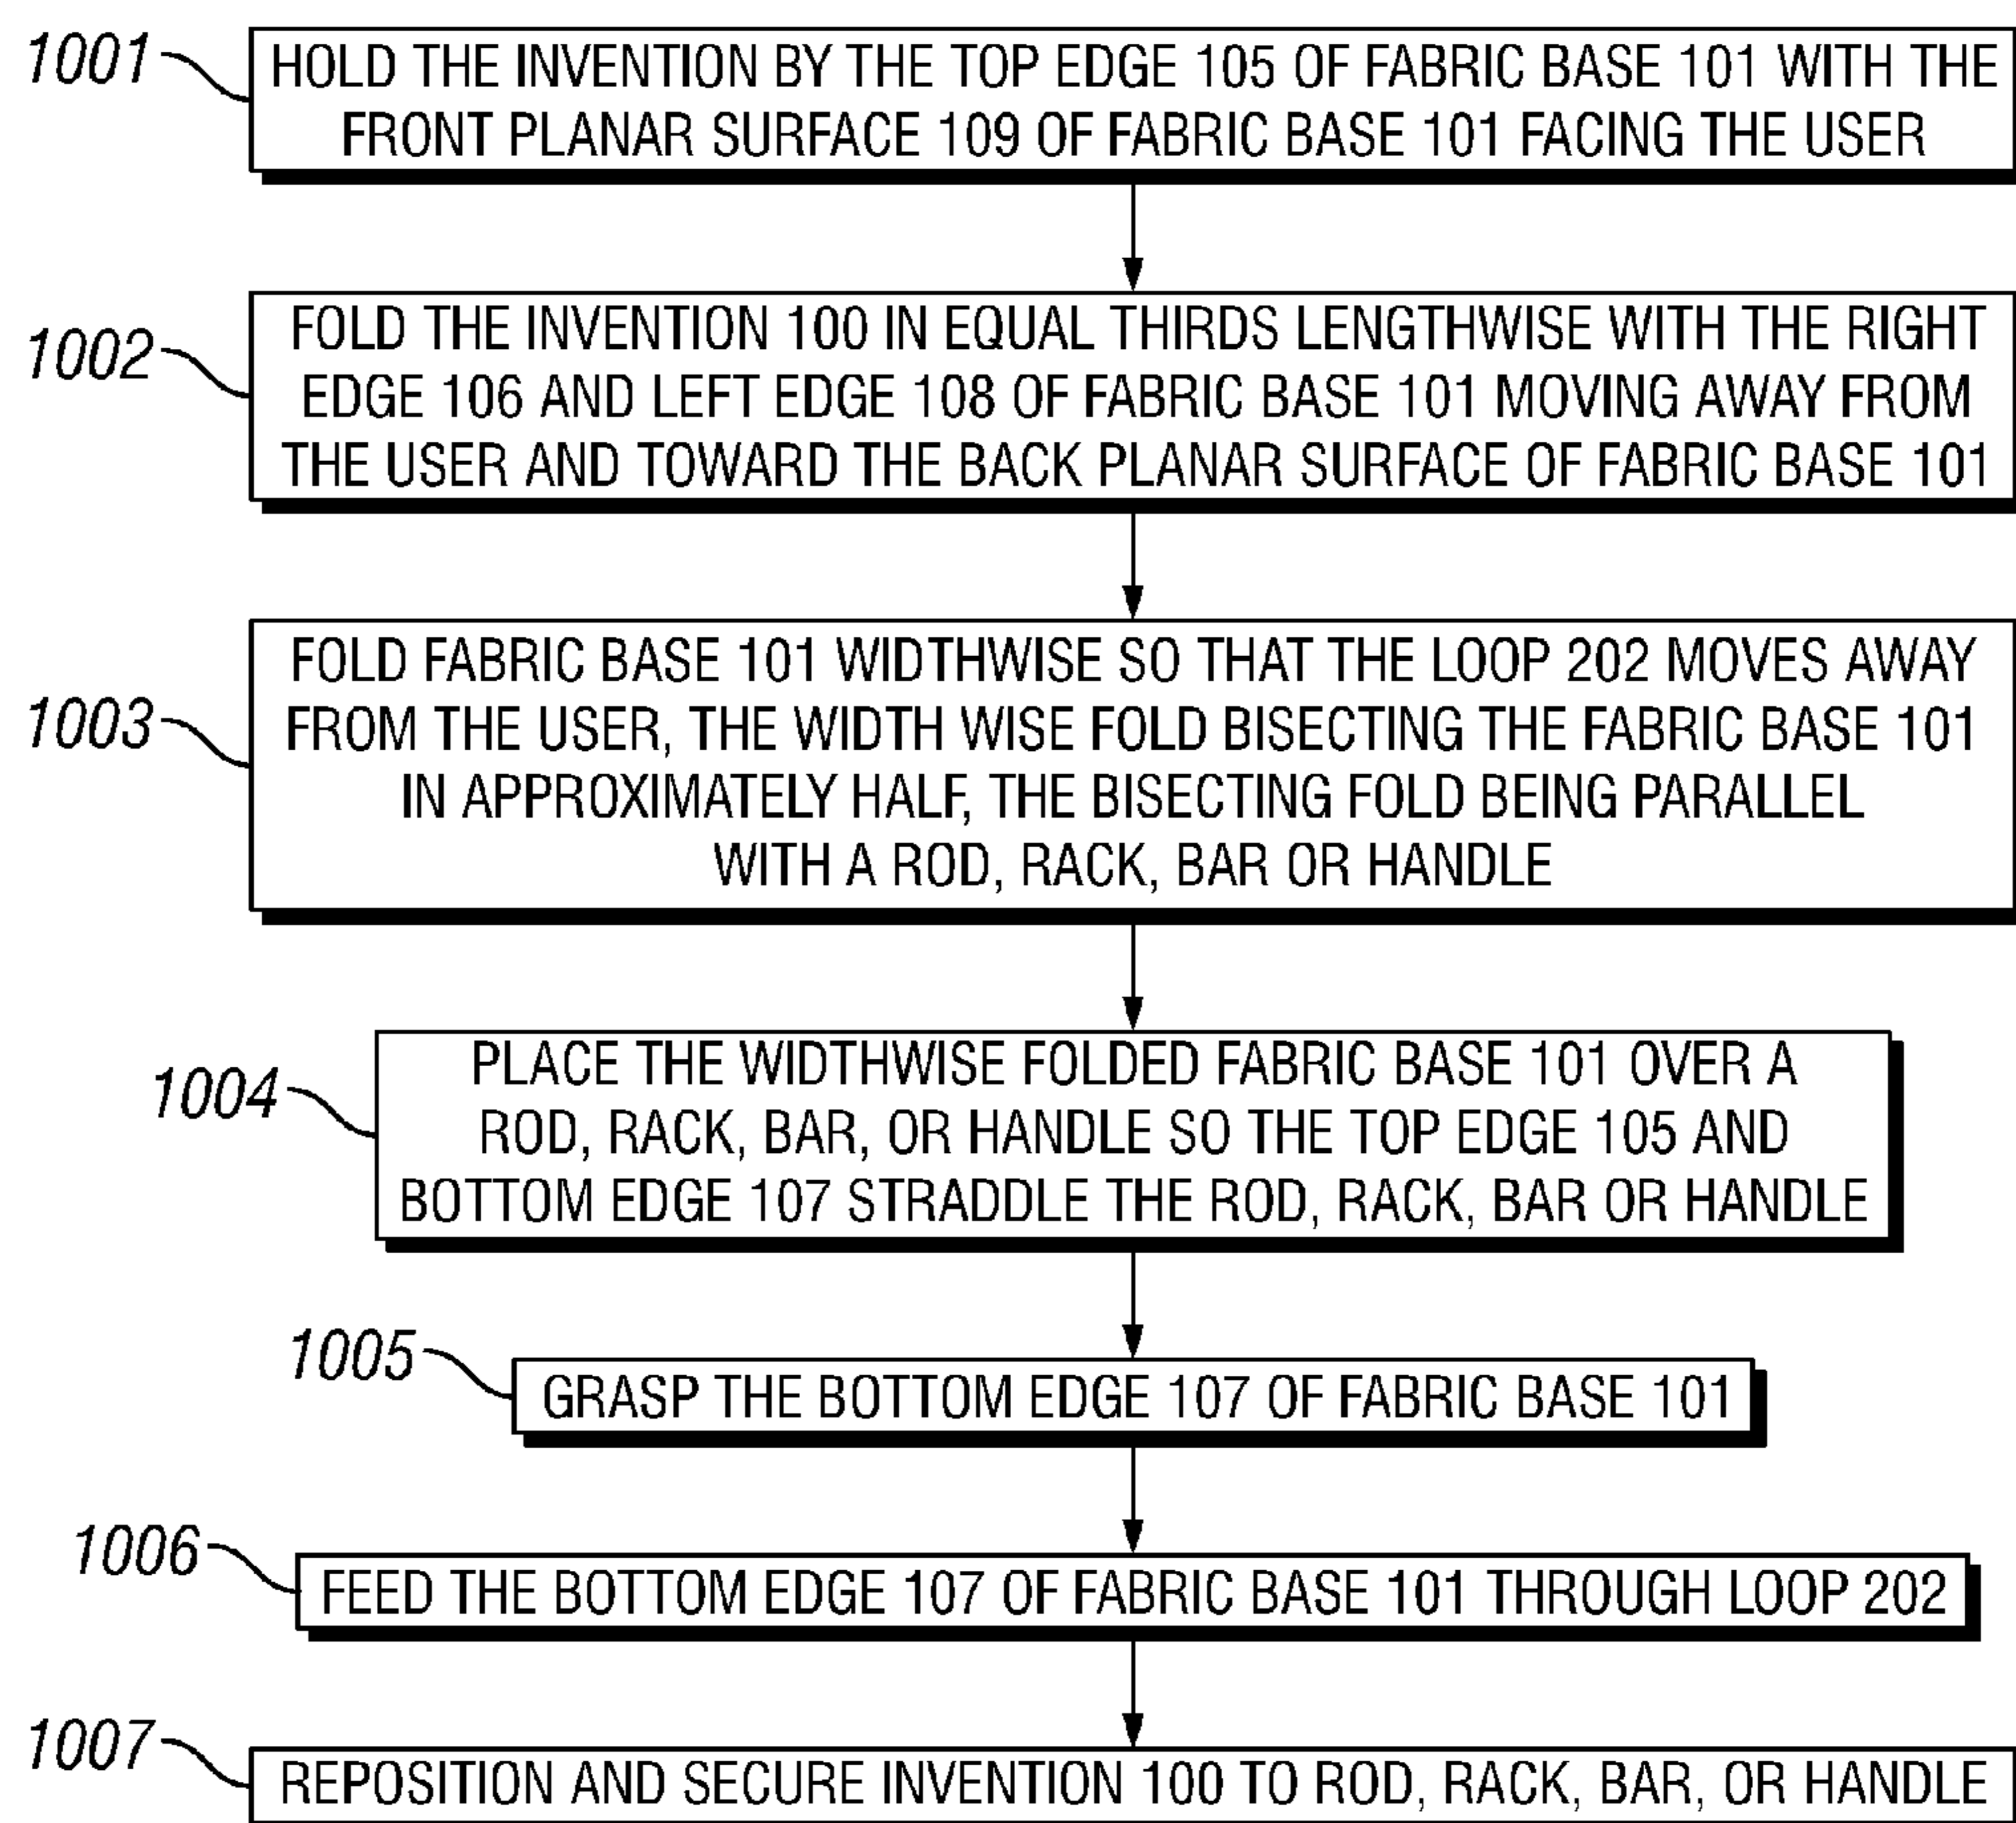 1001
HOLD THE INVENTION BY THE TOP EDGE 105 OF FABRIC BASE 101 WITH THE
FRONT PLANAR SURFACE 109 OF FABRIC BASE 101 FACING THE USER
1002
FOLD THE INVENTION 100 IN EQUAL THIRDS LENGTHWISE WITH THE RIGHT
EDGE 106 AND LEFT EDGE 108 OF FABRIC BASE 101 MOVING AWAY FROM
THE USER AND TOWARD THE BACK PLANAR SURFACE OF FABRIC BASE 101
1003
FOLD FABRIC BASE 101 WIDTHWISE SO THAT THE LOOP 202 MOVES AWAY
FROM THE USER, THE WIDTH WISE FOLD BISECTING THE FABRIC BASE 101
IN APPROXIMATELY HALF, THE BISECTING FOLD BEING PARALLEL
WITH A ROD, RACK, BAR OR HANDLE
1004
PLACE THE WIDTHWISE FOLDED FABRIC BASE 101 OVER A
ROD, RACK, BAR, OR HANDLE SO THE TOP EDGE 105 AND
BOTTOM EDGE 107 STRADDLE THE ROD, RACK, BAR OR HANDLE
1005
GRASP THE BOTTOM EDGE 107 OF FABRIC BASE 101
1006
FEED THE BOTTOM EDGE 107 OF FABRIC BASE 101 THROUGH LOOP 202
1007
REPOSITION AND SECURE INVENTION 100 TO ROD, RACK, BAR, OR HANDLE